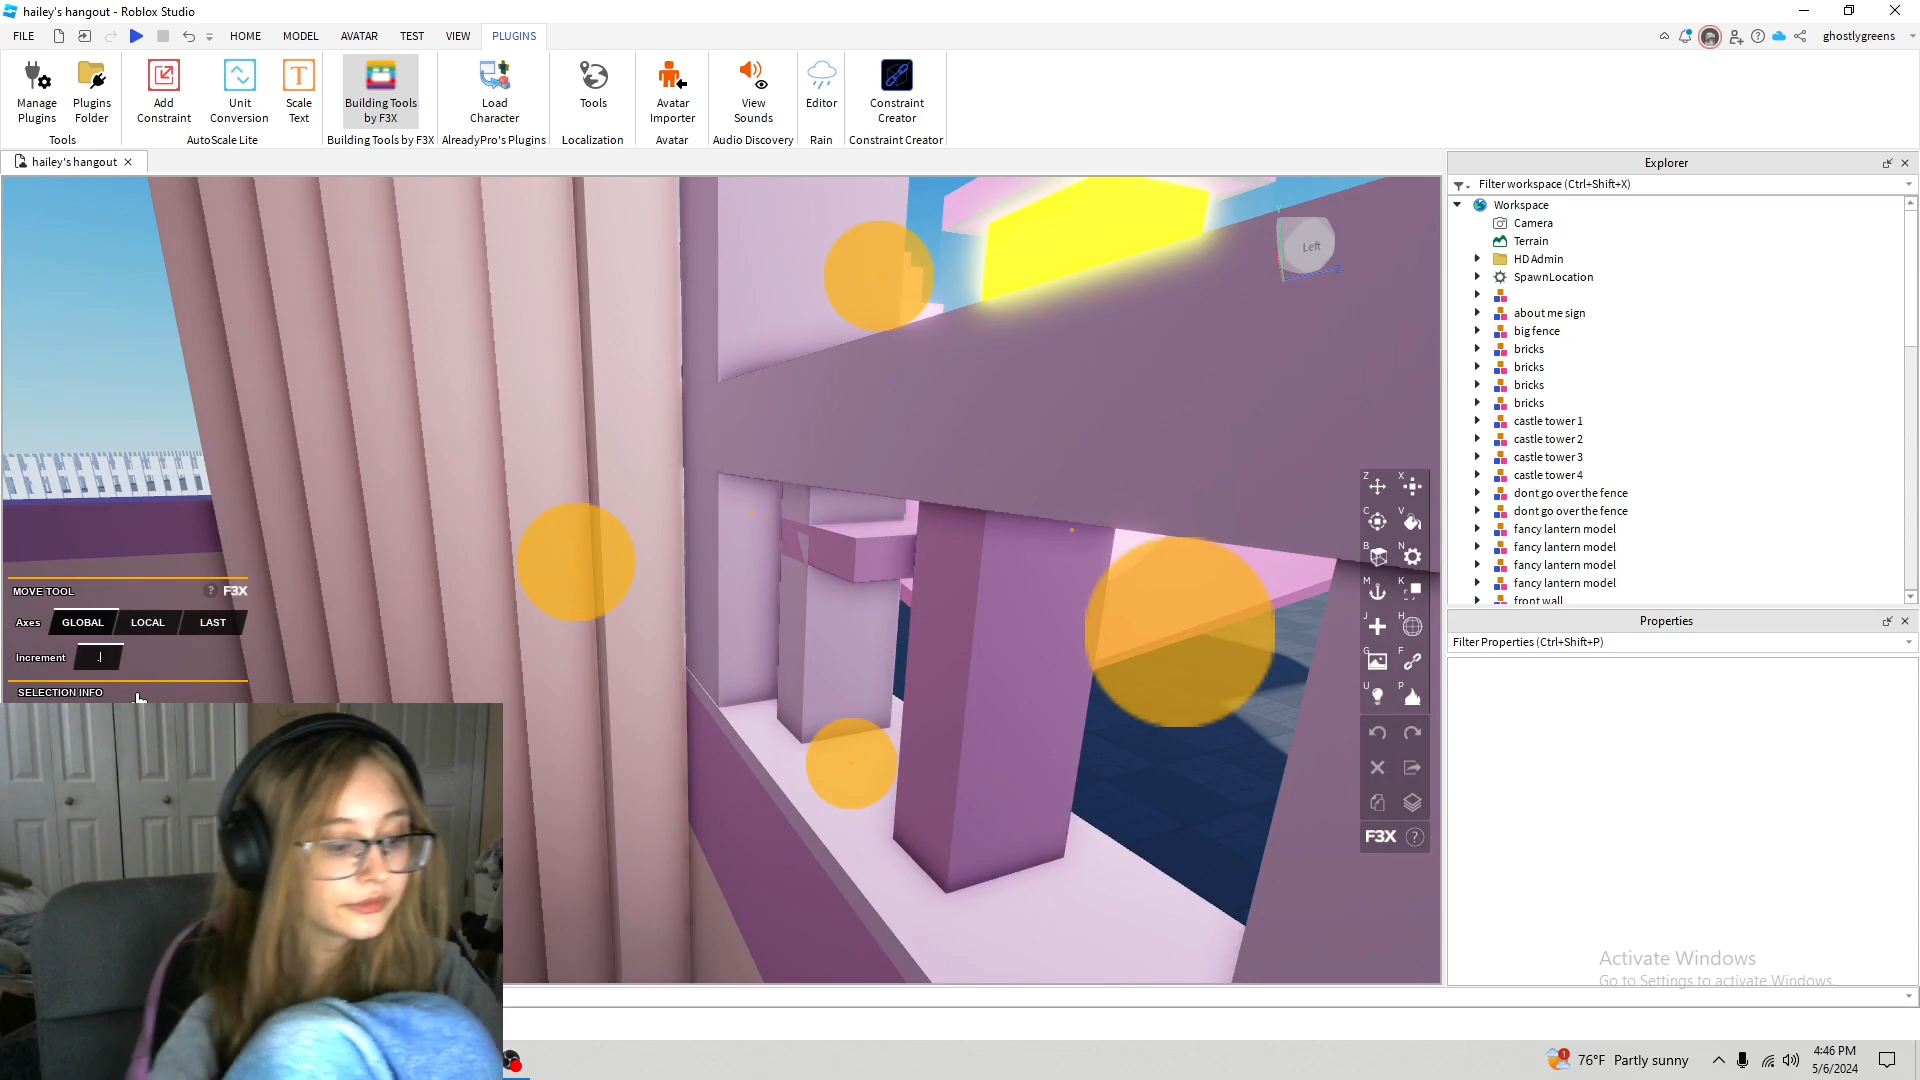 hailey's hangout - Roblox Studio
FILE HOME MODEL AVATAR TEST VIEW PLUGINS ghostlygreens
Manage Plugins
Plugins Folder
Tools
Add Constraint
Unit Conversion
Scale Text
AutoScale Lite
Building Tools by F3X
Building Tools by F3X
Load Character
AlreadyPro's Plugins
Tools
Localization
Avatar Importer
Avatar
View Sounds
Audio Discovery
Editor
Rain
Constraint Creator
Constraint Creator
hailey's hangout
Explorer
Filter workspace (Ctrl+Shift+X)
Workspace
Camera
Terrain
HD Admin
SpawnLocation
about me sign
big fence
bricks
bricks
bricks
bricks
castle tower 1
castle tower 2
castle tower 3
castle tower 4
dont go over the fence
dont go over the fence
fancy lantern model
fancy lantern model
fancy lantern model
fancy lantern model
front wall
Properties
Filter Properties (Ctrl+Shift+P)
Y
Left
Z
Z X
C V
B N
M K
J H
G F
U P
F3X ?
MOVE TOOL ? F3X
Axes GLOBAL LOCAL LAST
Increment .
SELECTION INFO
Activate Windows
Go to Settings to activate Windows.
1 76°F Partly sunny
4:46 PM
5/6/2024